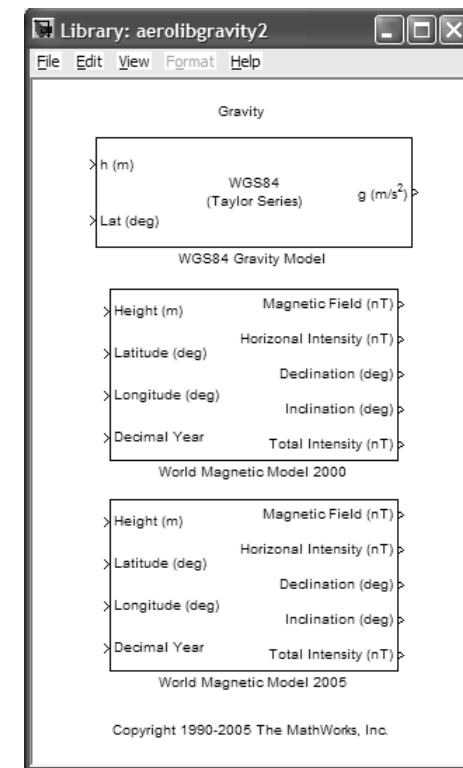 Library: aerolibgravity2
File Edit View Format Help
Gravity
h (m)
Lat (deg)
WGS84
(Taylor Series)
g (m/s²)
WGS84 Gravity Model
Height (m)
Latitude (deg)
Longitude (deg)
Decimal Year
Magnetic Field (nT)
Horizonal Intensity (nT)
Declination (deg)
Inclination (deg)
Total Intensity (nT)
World Magnetic Model 2000
Height (m)
Latitude (deg)
Longitude (deg)
Decimal Year
Magnetic Field (nT)
Horizonal Intensity (nT)
Declination (deg)
Inclination (deg)
Total Intensity (nT)
World Magnetic Model 2005
Copyright 1990-2005 The MathWorks, Inc.